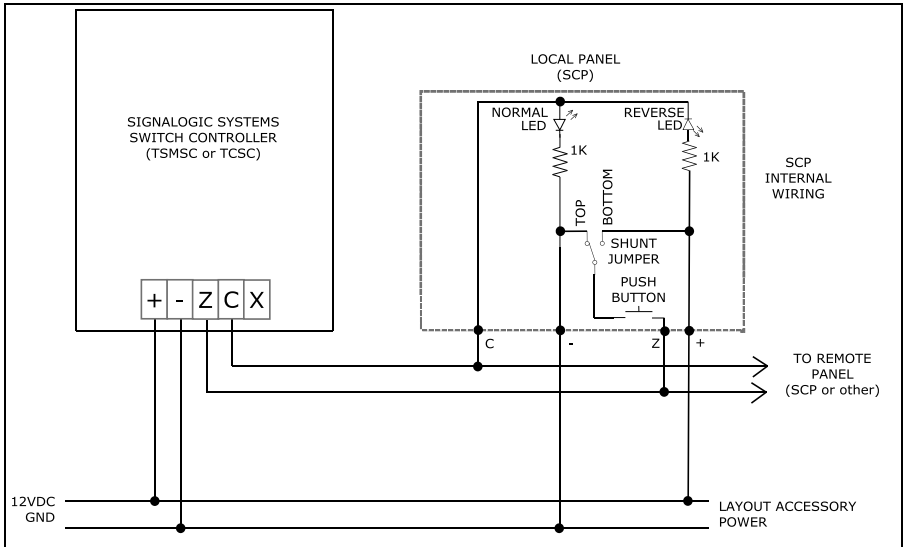 LOCAL PANEL
(SCP)
SIGNALOGIC SYSTEMS
SWITCH CONTROLLER
(TSMSC or TCSC)
NORMAL
LED
REVERSE
LED
1K
1K
SCP
INTERNAL
WIRING
TOP
BOTTOM
SHUNT
JUMPER
PUSH
BUTTON
+ - Z C X
C - Z +
TO REMOTE
PANEL
(SCP or other)
12VDC
GND
LAYOUT ACCESSORY
POWER